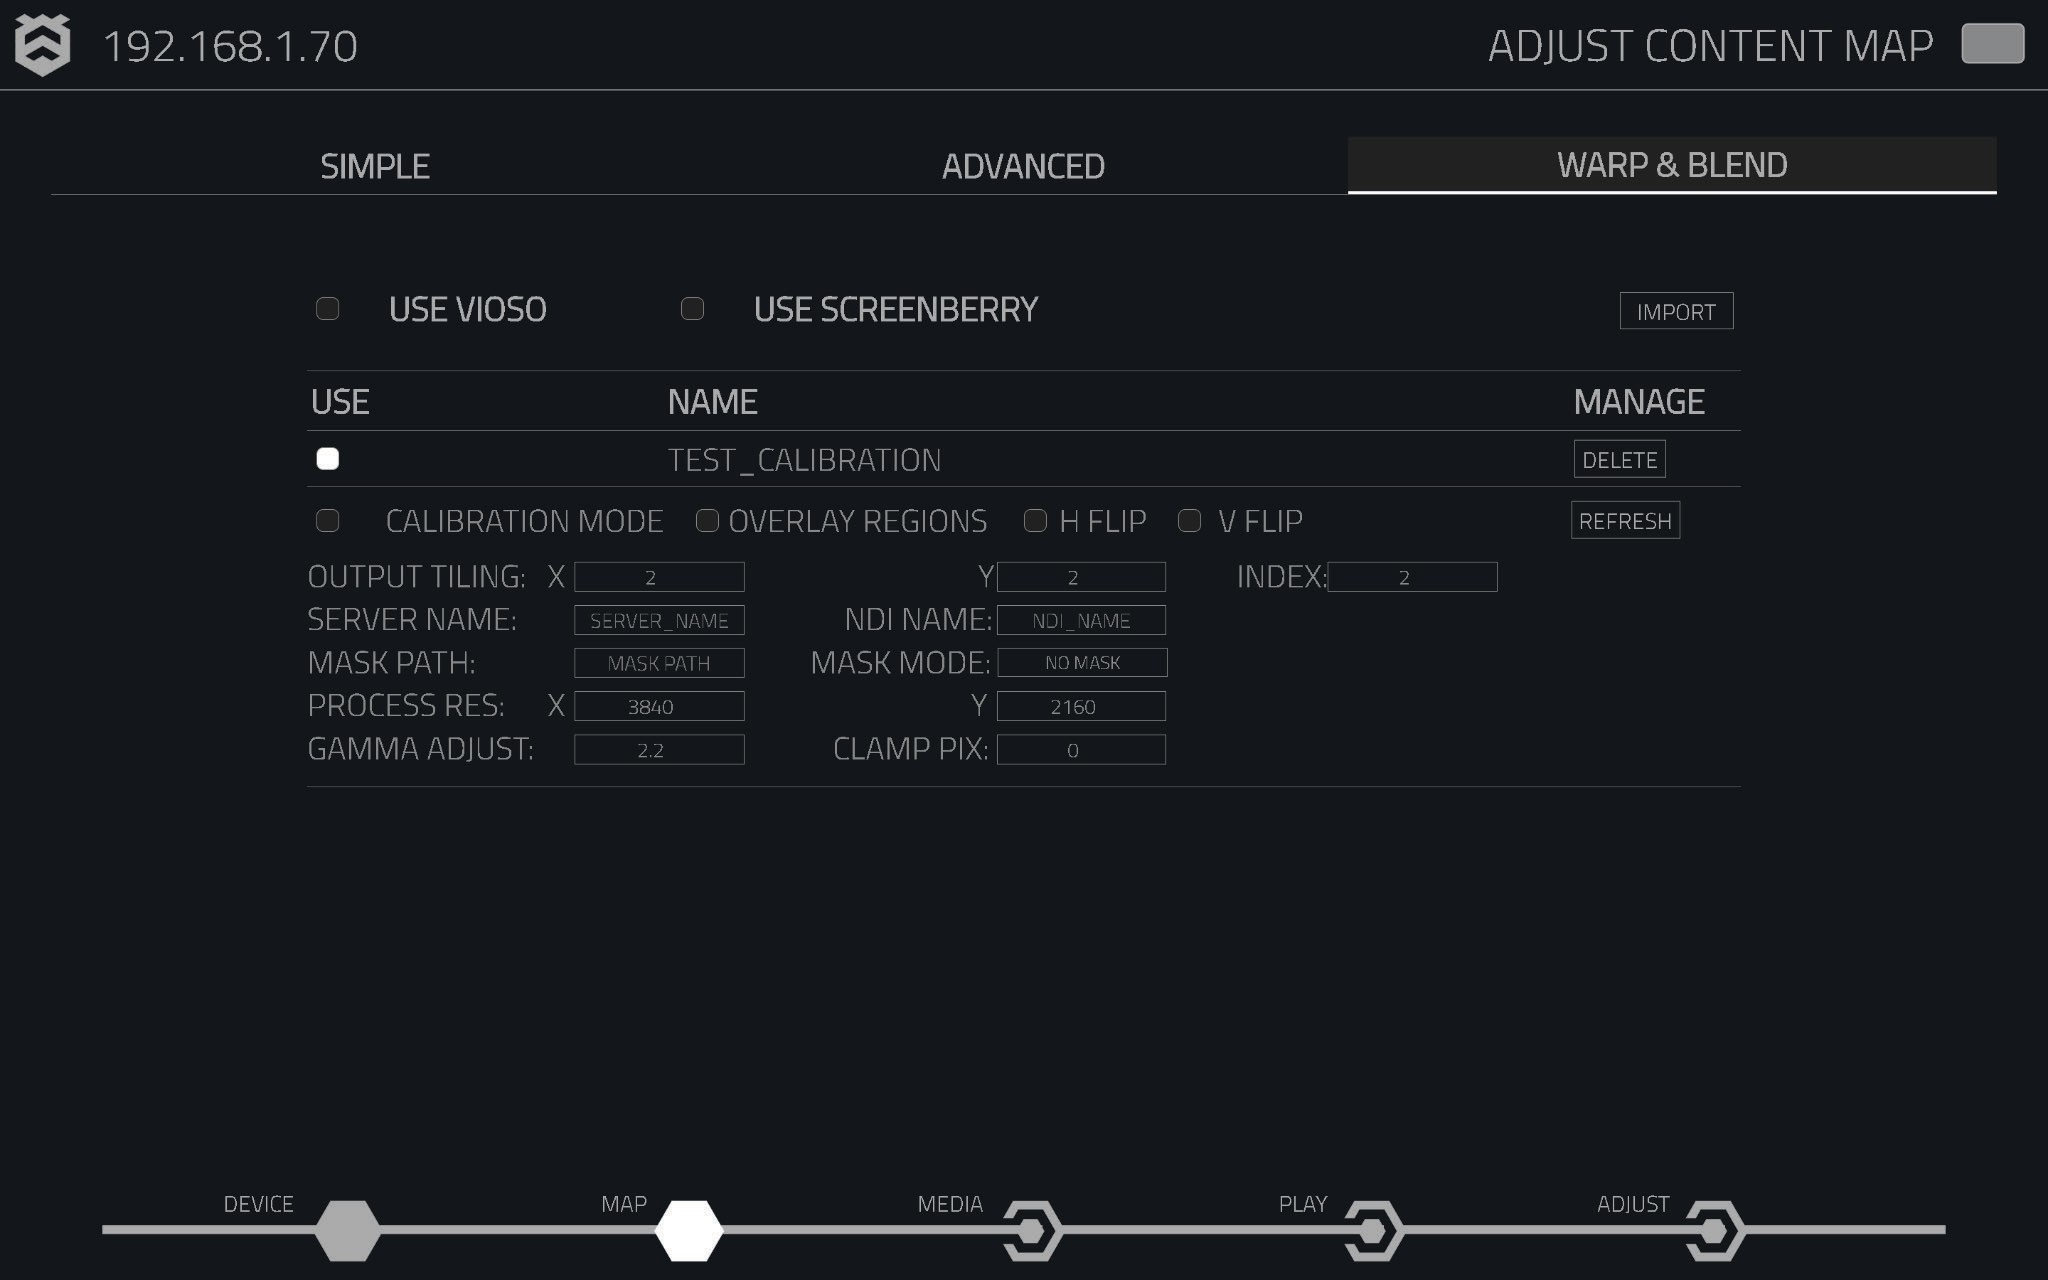 192.168.1.70 ADJUST CONTENT MAP
SIMPLE ADVANCED WARP & BLEND
USE VIOSO USE SCREENBERRY IMPORT
USE NAME MANAGE
TEST_CALIBRATION DELETE
CALIBRATION MODE OVERLAY REGIONS H FLIP V FLIP REFRESH
OUTPUT TILING: X 2 Y 2 INDEX: 2
SERVER NAME: SERVER_NAME NDI NAME: NDI_NAME
MASK PATH: MASK PATH MASK MODE: NO MASK
PROCESS RES: X 3840 Y 2160
GAMMA ADJUST: 2.2 CLAMP PIX: 0
DEVICE MAP MEDIA PLAY ADJUST